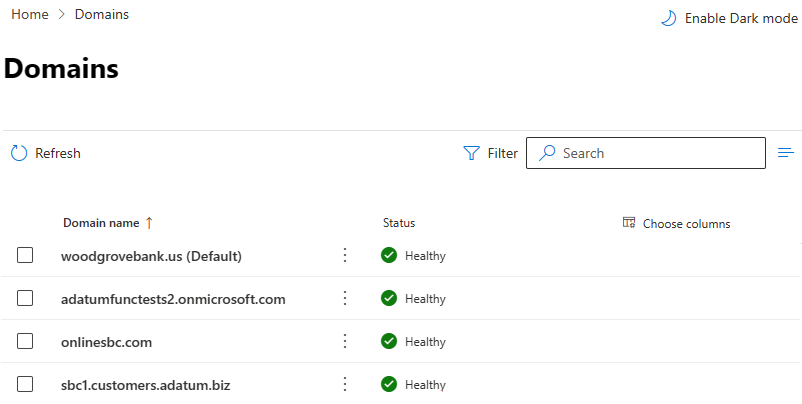 Home > Domains
Enable Dark mode
Domains
Refresh
Filter
Search
Domain name ↑
Status
Choose columns
woodgrovebank.us (Default)
Healthy
adatumfunctests2.onmicrosoft.com
Healthy
onlinesbc.com
Healthy
sbc1.customers.adatum.biz
Healthy